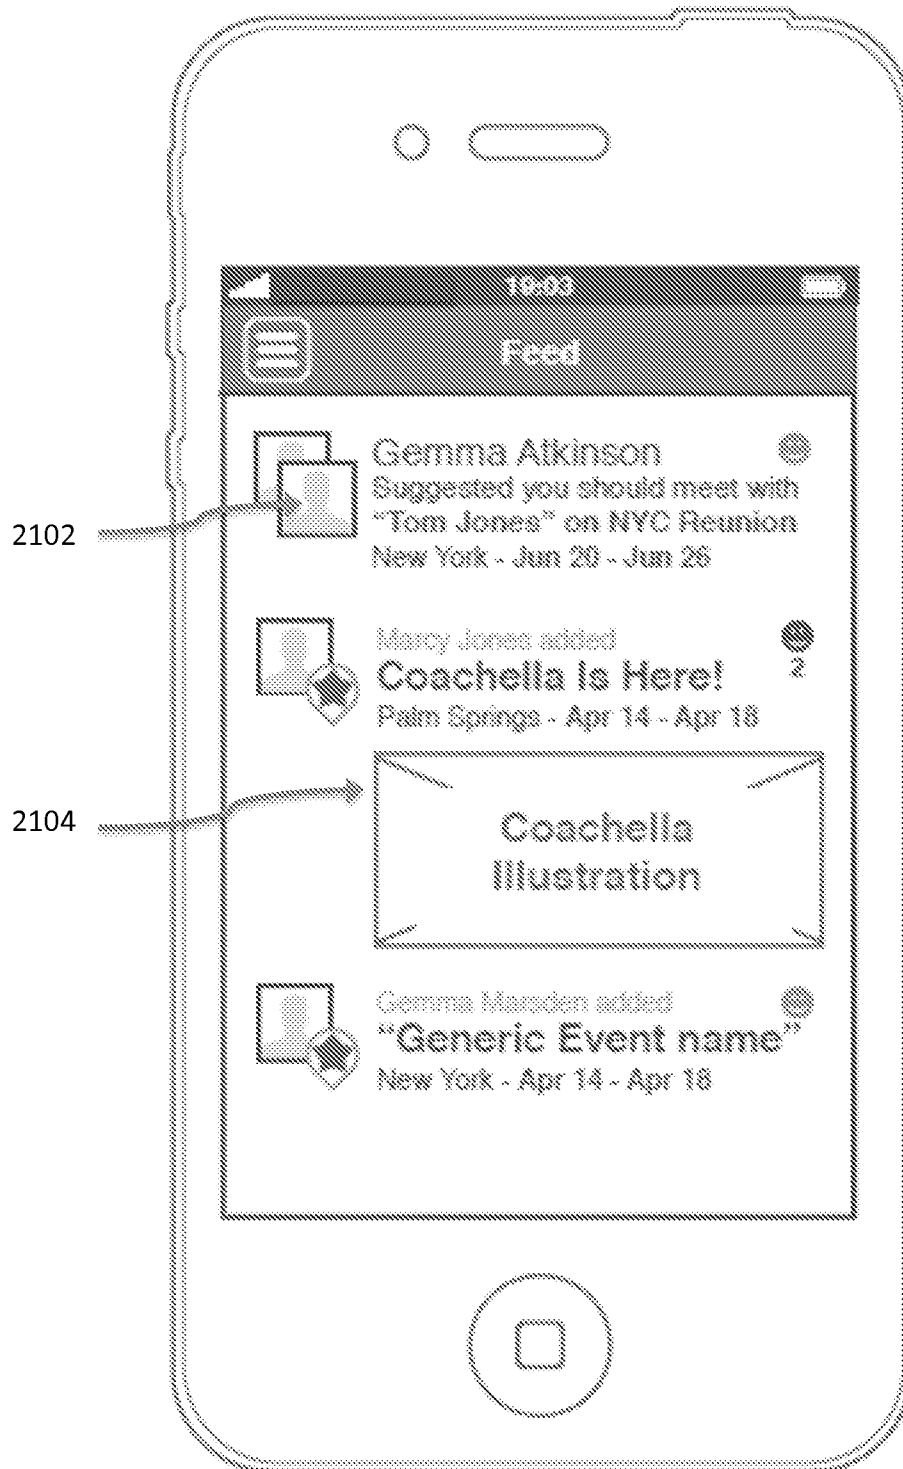 19:03
Feed
Gemma Atkinson
Suggested you should meet with
“Tom Jones” on NYC Reunion
New York - Jun 20 - Jun 26
2102
Marcy Jones added
Coachella Is Here!
2
Palm Springs - Apr 14 - Apr 18
2104
Coachella
Illustration
Gemma Marsden added
“Generic Event name”
New York - Apr 14 - Apr 18